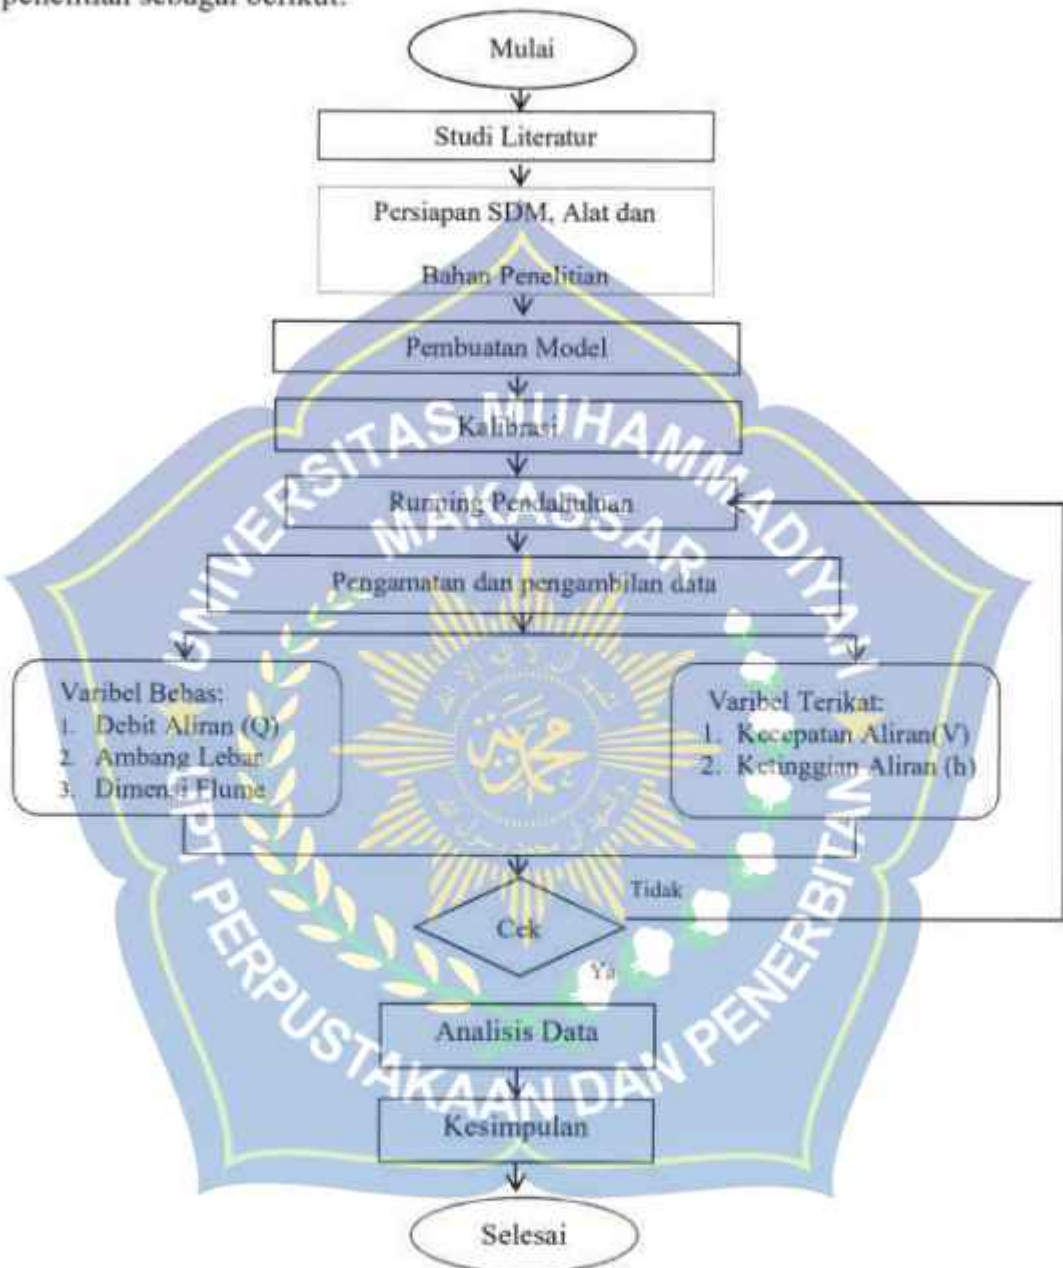 penelitian sebagai berikut:
Mulai
Studi Literatur
Persiapan SDM, Alat dan
Bahan Penelitian
Pembuatan Model
Kalibrasi
Running Pendahuluan
Pengamatan dan pengambilan data
Varibel Bebas:
1. Debit Aliran (Q)
2. Ambang Lebar
3. Dimensi Flume
Varibel Terikat:
1. Kecepatan Aliran(V)
2. Ketinggian Aliran (h)
Cek
Tidak
Ya
Analisis Data
Kesimpulan
Selesai
UNIVERSITAS MUHAMMADIYAH
MAKASSAR
UPT PERPUSTAKAAN DAN PENERBITAN
محمد